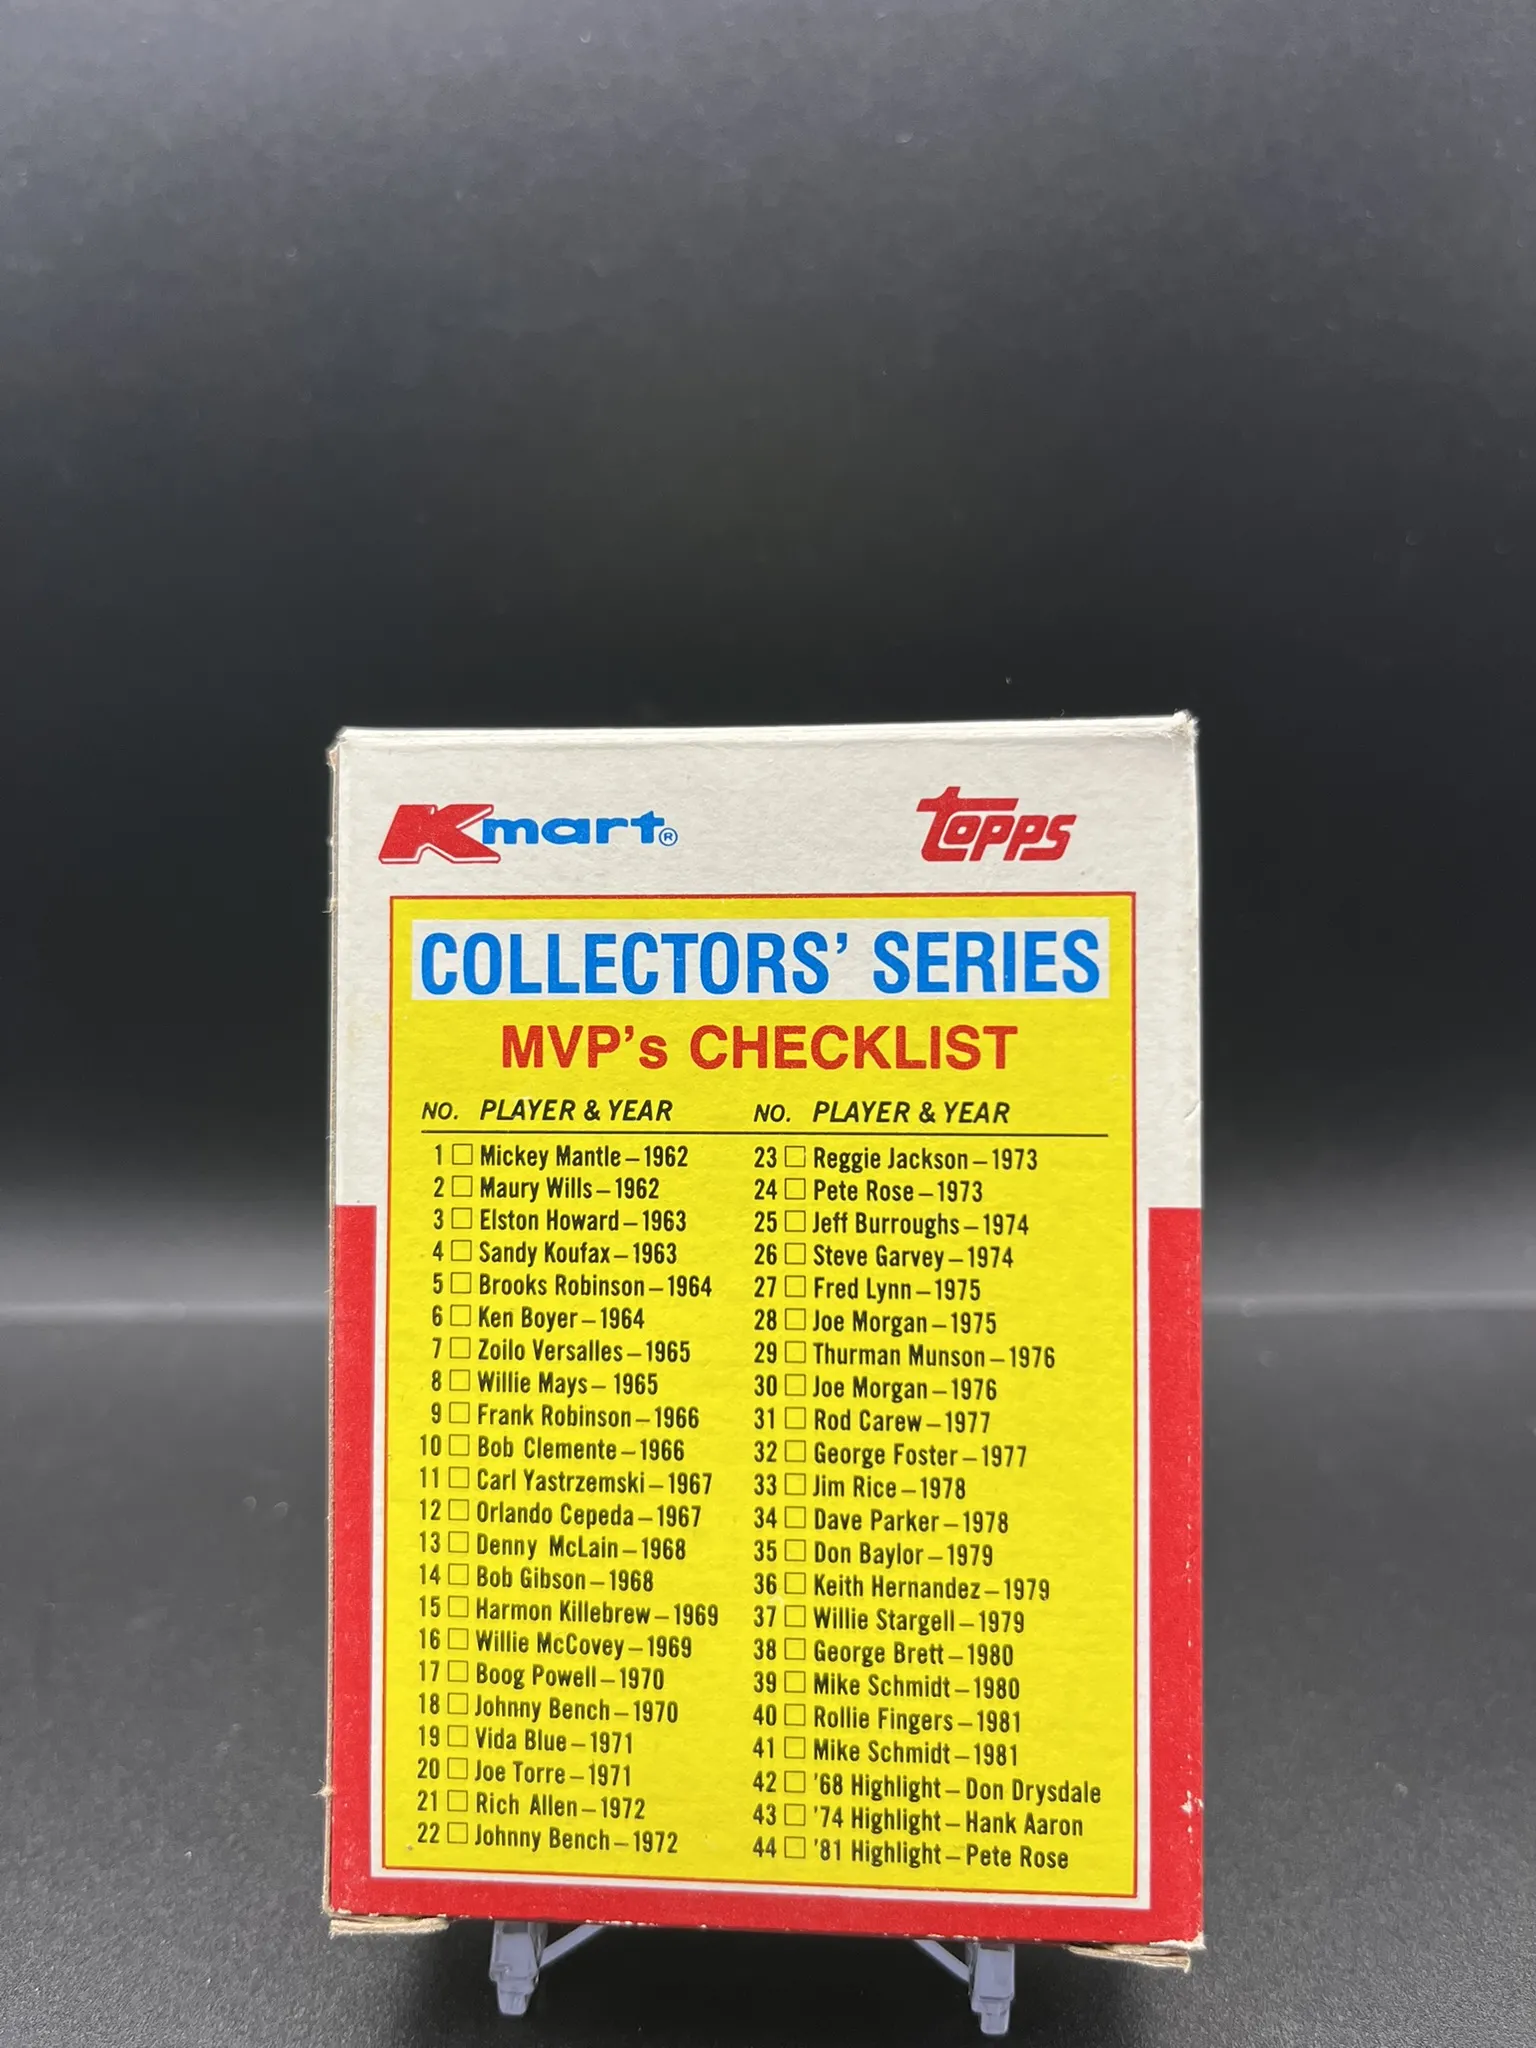 Kmart® topps
COLLECTORS' SERIES
MVP's CHECKLIST
NO. PLAYER & YEAR
1 Mickey Mantle – 1962
2 Maury Wills – 1962
3 Elston Howard – 1963
4 Sandy Koufax – 1963
5 Brooks Robinson – 1964
6 Ken Boyer – 1964
7 Zoilo Versalles – 1965
8 Willie Mays – 1965
9 Frank Robinson – 1966
10 Bob Clemente – 1966
11 Carl Yastrzemski – 1967
12 Orlando Cepeda – 1967
13 Denny McLain – 1968
14 Bob Gibson – 1968
15 Harmon Killebrew – 1969
16 Willie McCovey – 1969
17 Boog Powell – 1970
18 Johnny Bench – 1970
19 Vida Blue – 1971
20 Joe Torre – 1971
21 Rich Allen – 1972
22 Johnny Bench – 1972
NO. PLAYER & YEAR
23 Reggie Jackson – 1973
24 Pete Rose – 1973
25 Jeff Burroughs – 1974
26 Steve Garvey – 1974
27 Fred Lynn – 1975
28 Joe Morgan – 1975
29 Thurman Munson – 1976
30 Joe Morgan – 1976
31 Rod Carew – 1977
32 George Foster – 1977
33 Jim Rice – 1978
34 Dave Parker – 1978
35 Don Baylor – 1979
36 Keith Hernandez – 1979
37 Willie Stargell – 1979
38 George Brett – 1980
39 Mike Schmidt – 1980
40 Rollie Fingers – 1981
41 Mike Schmidt – 1981
42 '68 Highlight – Don Drysdale
43 '74 Highlight – Hank Aaron
44 '81 Highlight – Pete Rose